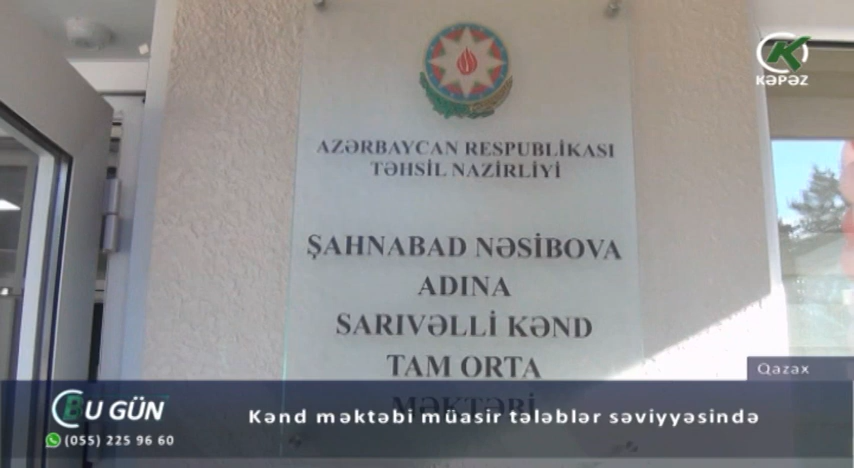 KƏPƏZ
AZƏRBAYCAN RESPUBLİKASI
TƏHSİL NAZİRLİYİ
ŞAHNABAD NƏSİBOVA
ADINA
SARIVƏLLİ KƏND
TAM ORTA
MƏKTƏBİ
Qazax
BU GÜN
Kənd məktəbi müasir tələblər səviyyəsində
(055) 225 96 60